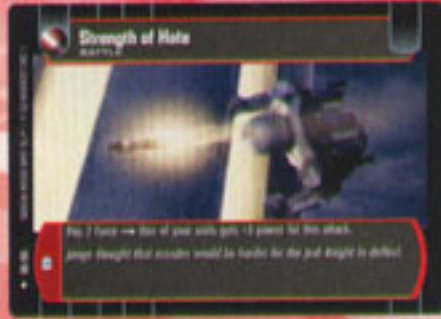 Strength of Hate
BATTLE
Pay 2 Force → One of your units gets +3 power for this attack.
Jango thought that missiles would be harder for the Jedi Knight to deflect.